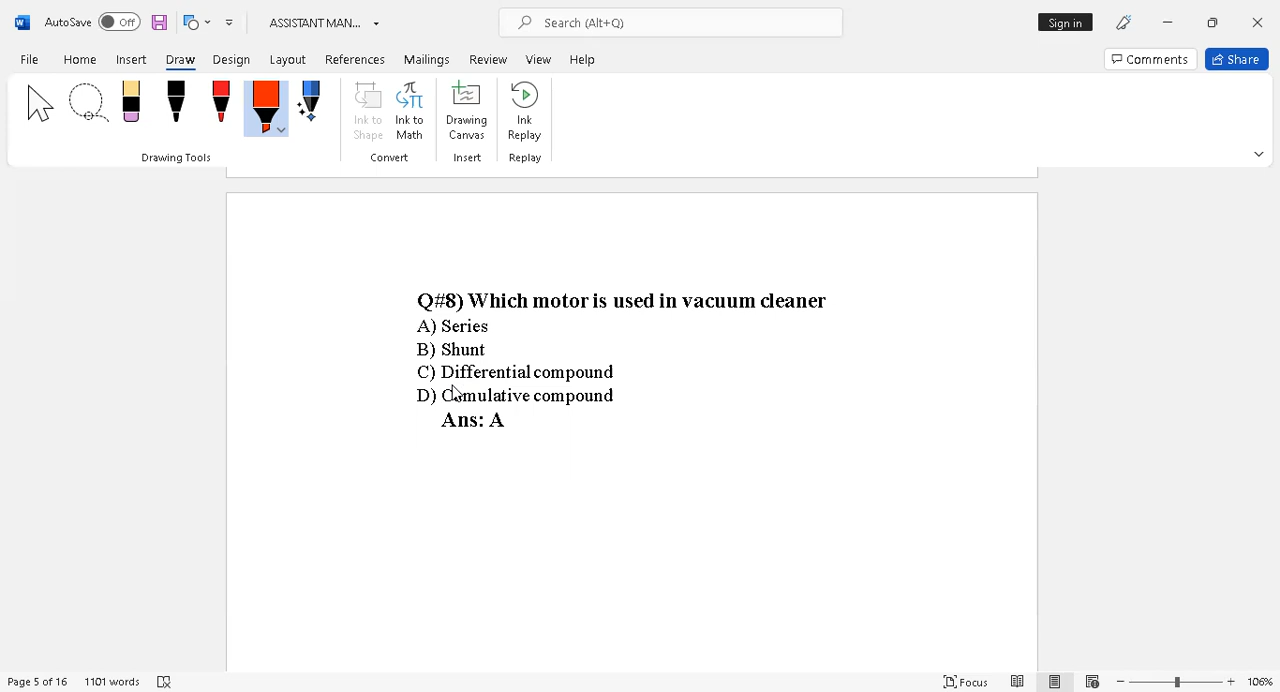 AutoSave Off ASSISTANT MAN... Search (Alt+Q) Sign in
File Home Insert Draw Design Layout References Mailings Review View Help Comments Share
Ink to Shape
Ink to Math
Drawing Canvas
Ink Replay
Drawing Tools Convert Insert Replay
Q#8) Which motor is used in vacuum cleaner
A) Series
B) Shunt
C) Differential compound
D) Cumulative compound
Ans: A
Page 5 of 16 1101 words Focus 106%